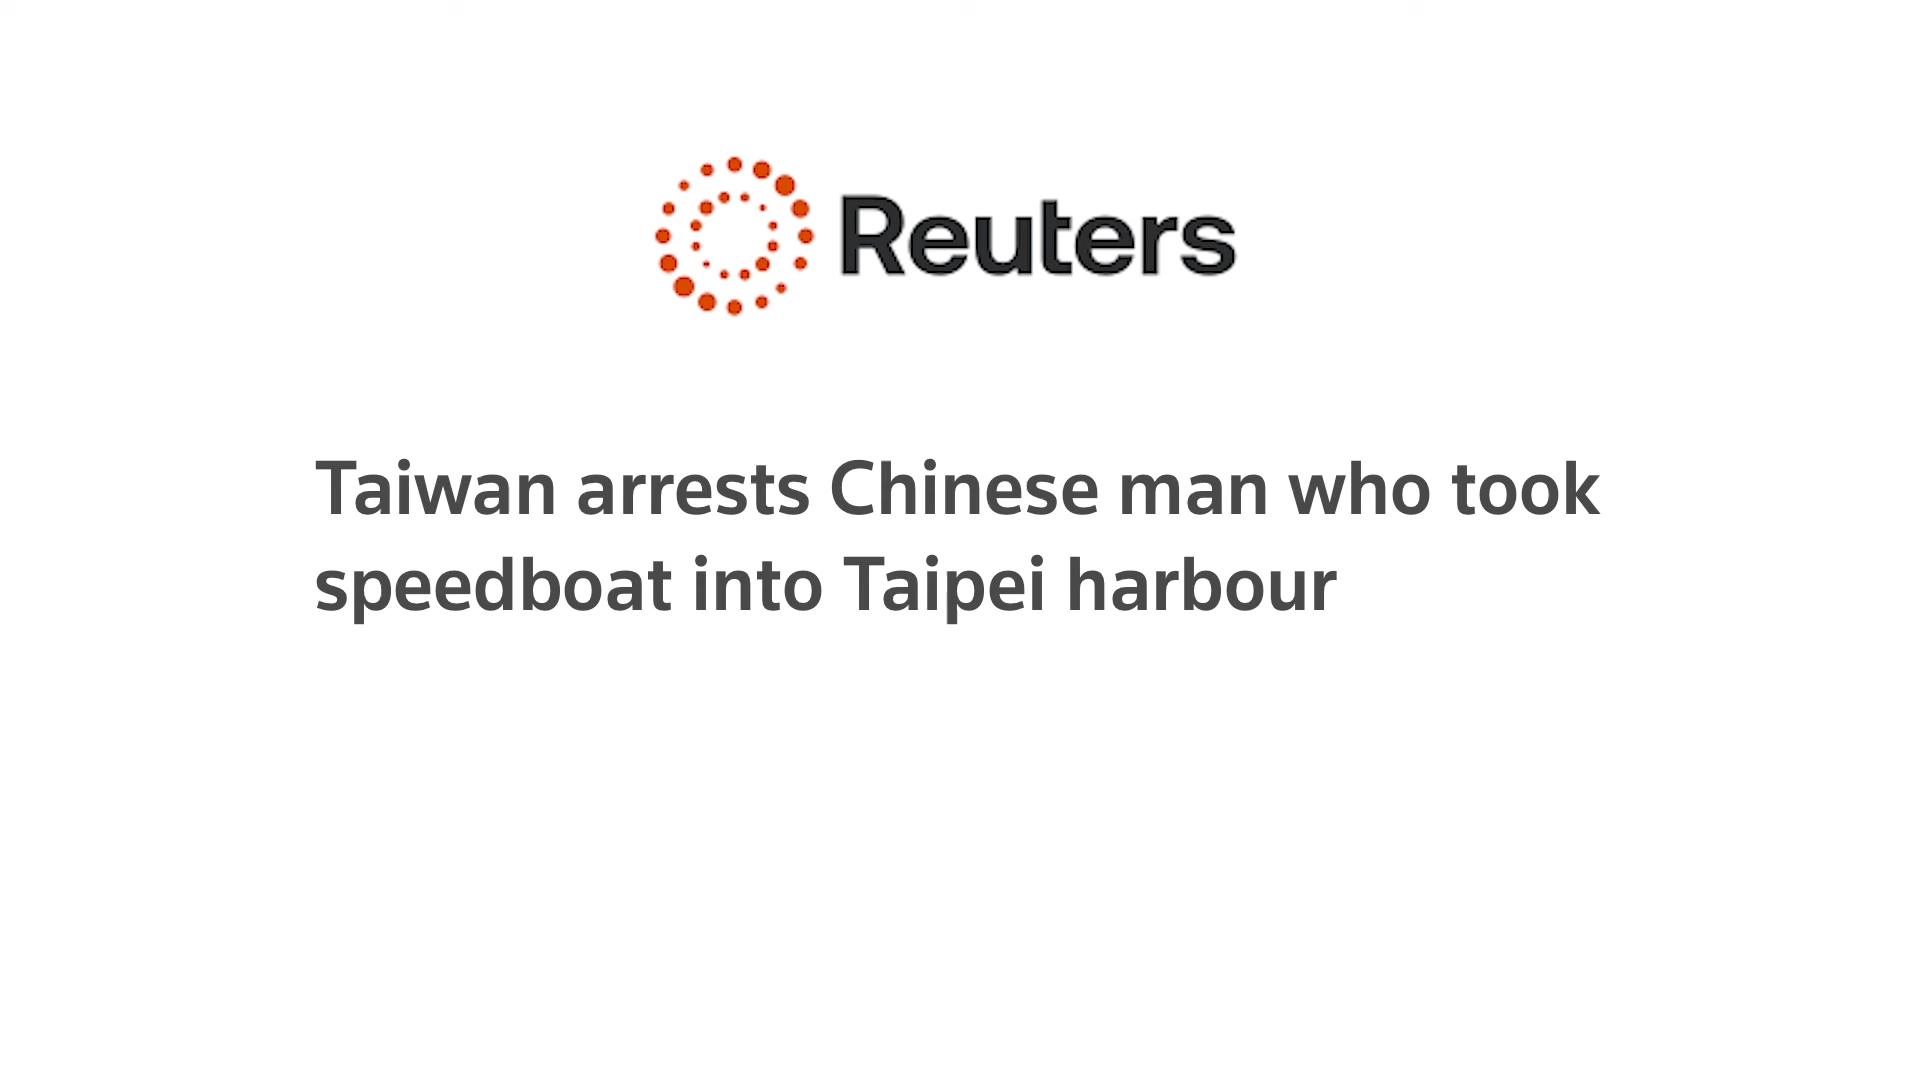 Reuters
Taiwan arrests Chinese man who took
speedboat into Taipei harbour